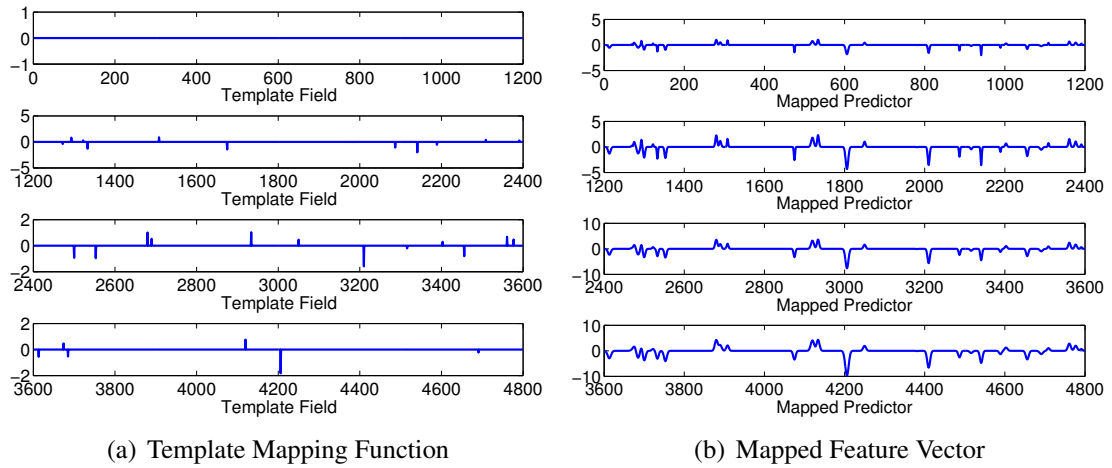 1
0
−1
0 200 400 600 800 1000 1200
Template Field
5
0
−5
1200 1400 1600 1800 2000 2200 2400
Template Field
2
0
−2
2400 2600 2800 3000 3200 3400 3600
Template Field
2
0
−2
3600 3800 4000 4200 4400 4600 4800
Template Field
(a) Template Mapping Function
5
0
−5
0 200 400 600 800 1000 1200
Mapped Predictor
5
0
−5
1200 1400 1600 1800 2000 2200 2400
Mapped Predictor
10
0
−10
2400 2600 2800 3000 3200 3400 3600
Mapped Predictor
10
0
−10
3600 3800 4000 4200 4400 4600 4800
Mapped Predictor
(b) Mapped Feature Vector